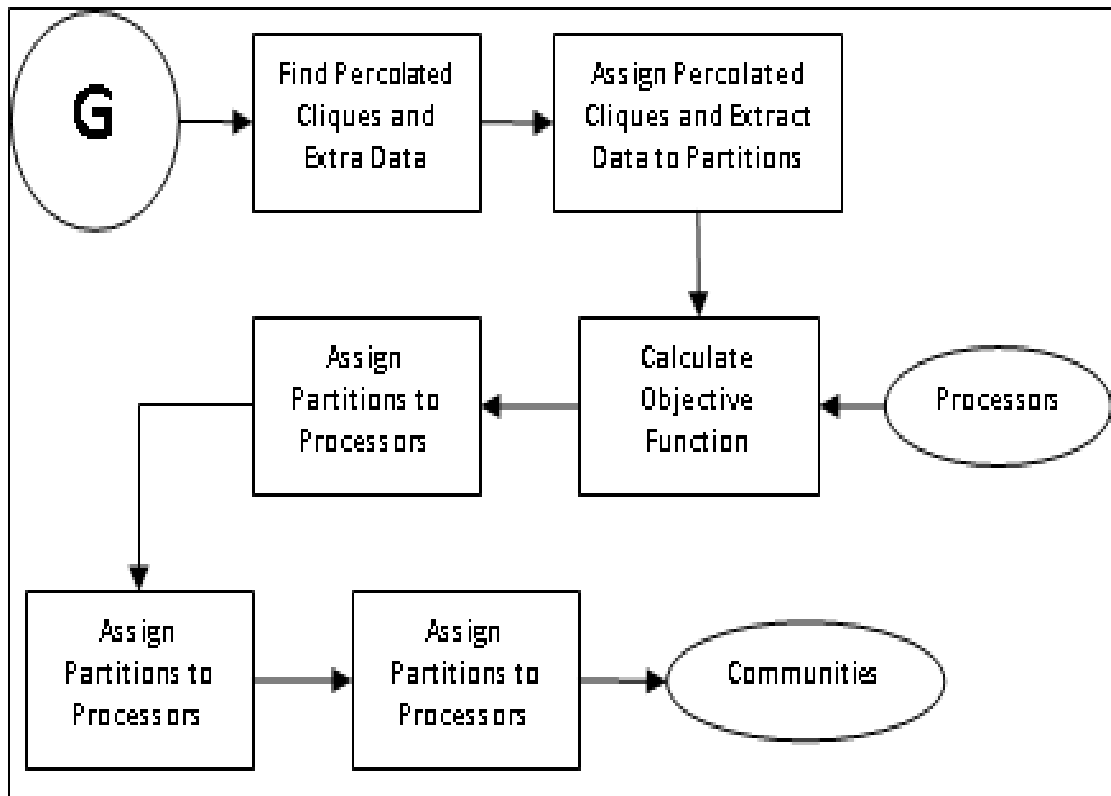 G
Find Percolated
Cliques and
Extra Data
Assign Percolated
Cliques and Extract
Data to Partitions
Assign
Partitions to
Processors
Calculate
Objective
Function
Processors
Assign
Partitions to
Processors
Assign
Partitions to
Processors
Communities